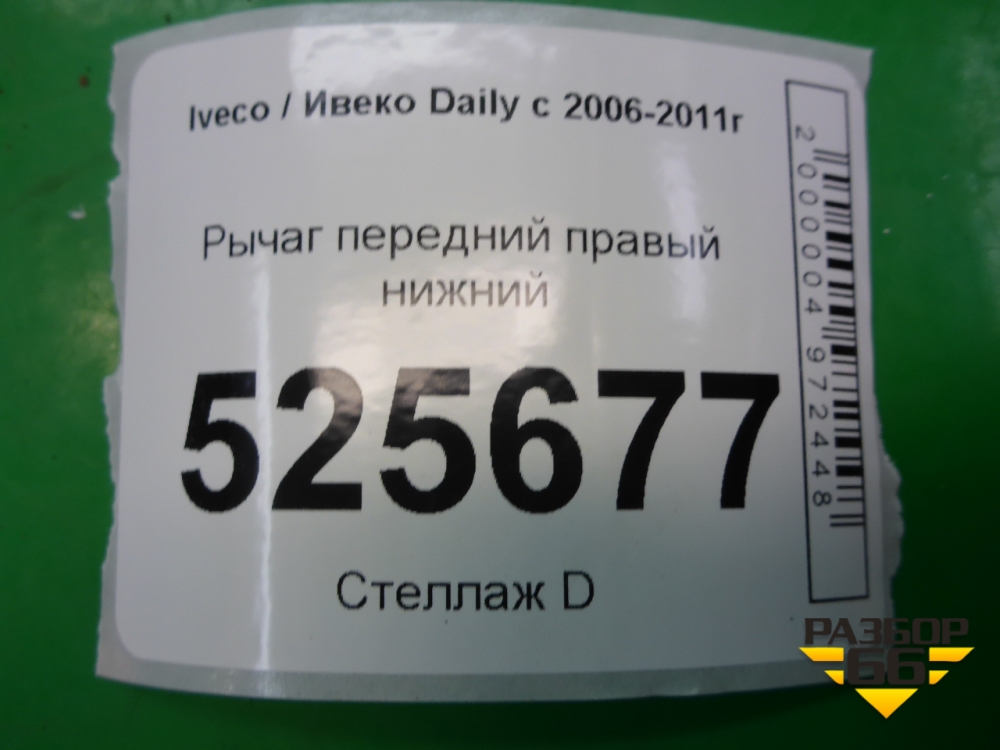 Iveco / Ивеко Daily с 2006-2011г
Рычаг передний правый
нижний
525677
Стеллаж D
2000004972448
РАЗБОР
66